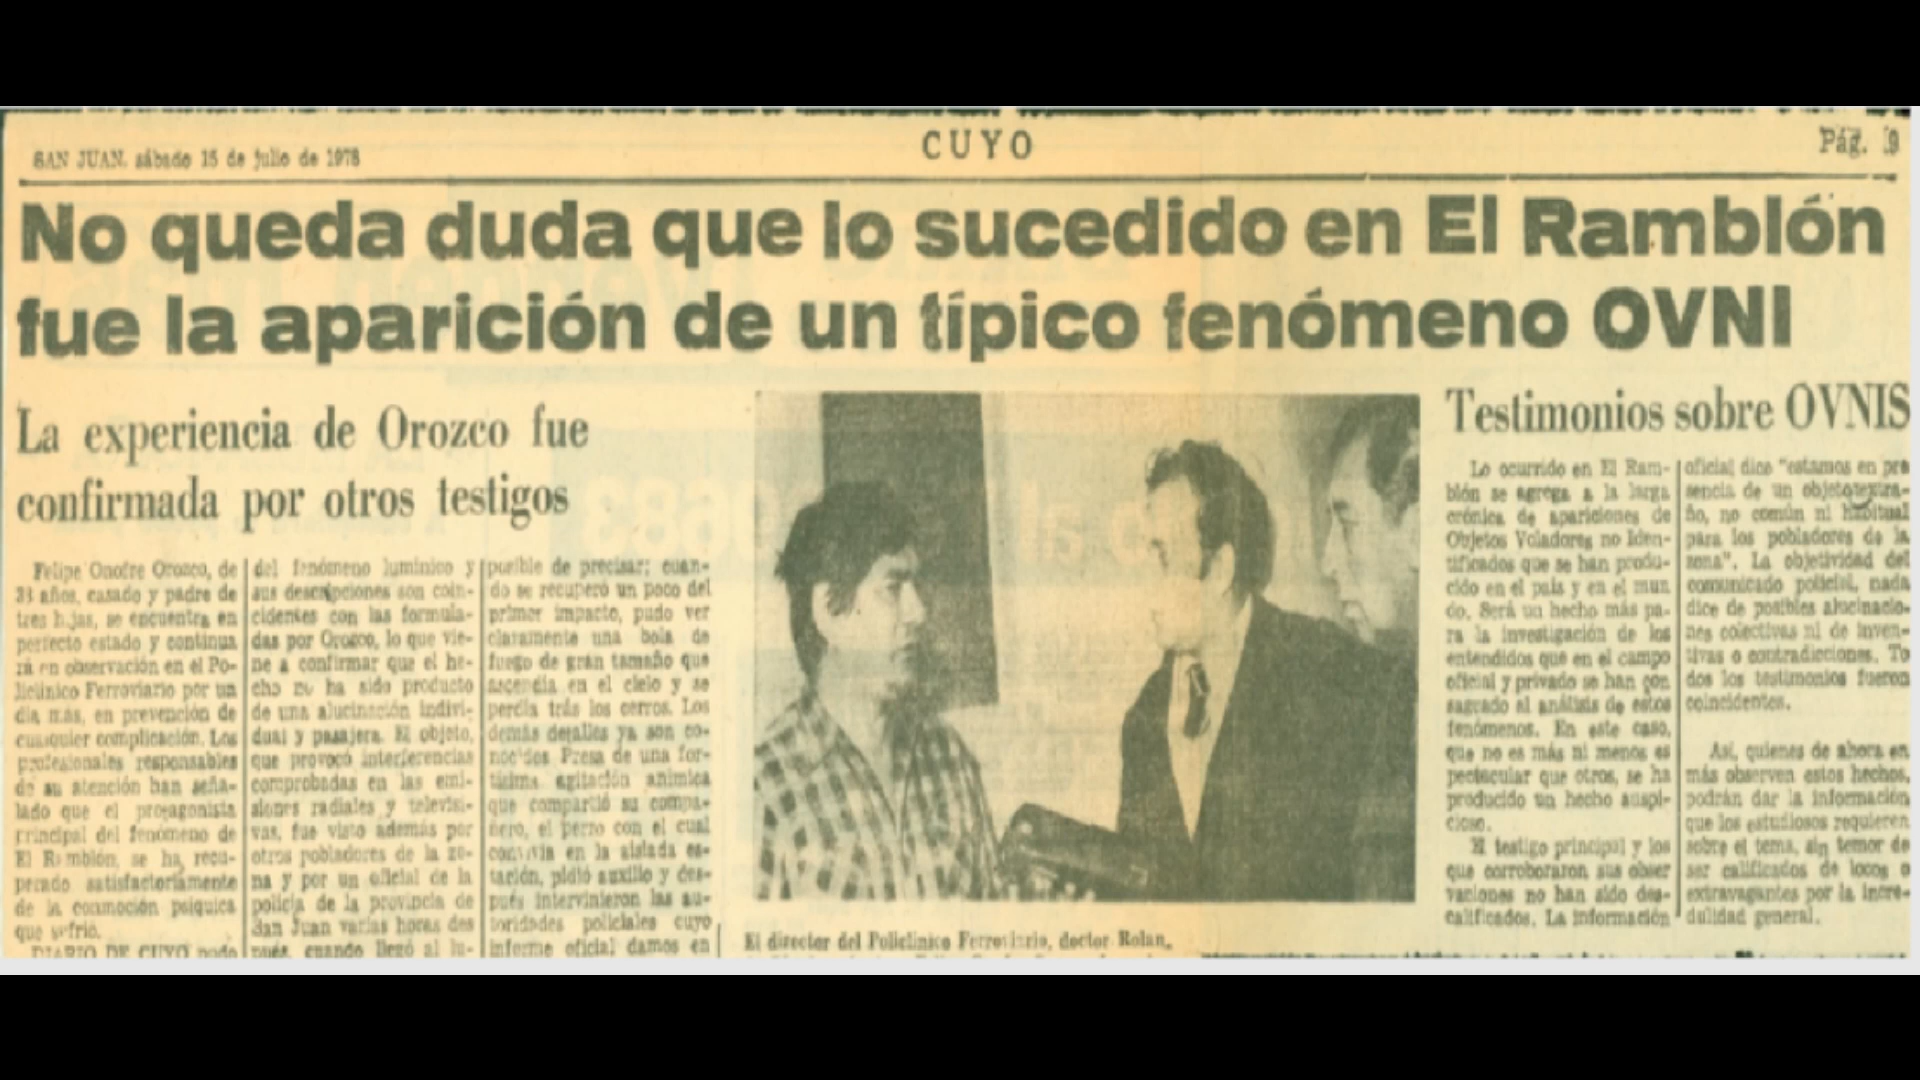 SAN JUAN, sábado 15 de julio de 1978
CUYO
Pág. 9
No queda duda que lo sucedido en El Ramblón
fue la aparición de un típico fenómeno OVNI
La experiencia de Orozco fue
confirmada por otros testigos
Felipe Onofre Orozco, de
33 años, casado y padre de
tres hijas, se encuentra en
perfecto estado y continua
rá en observación en el Po-
liclínico Ferroviario por un
día más, en prevención de
cualquier complicación. Los
profesionales responsables
de su atención han seña-
lado que el protagonista
principal del fenómeno de
El Ramblón, se ha recu-
perado satisfactoriamente
de la conmoción psíquica
que sufrió.
DIARIO DE CUYO pudo
del fenómeno lumínico y
sus descripciones son coin-
cidentes con las formula-
das por Orozco, lo que vie-
ne a confirmar que el he-
cho no ha sido producto
de una alucinación indivi-
dual y pasajera. El objeto,
que provocó interferencias
comprobadas en las emi-
siones radiales y televisi-
vas, fue visto además por
otros pobladores de la zo-
na y por un oficial de la
policía de la provincia de
San Juan varias horas des
pués, cuando llegó al lu-
posible de precisar; cuan-
do se recuperó un poco del
primer impacto, pudo ver
claramente una bola de
fuego de gran tamaño que
ascendía en el cielo y se
perdía trás los cerros. Los
demás detalles ya son co-
nocidos. Presa de una for-
tísima agitación anímica
que compartió su compa-
ñero, el perro con el cual
convivía en la aislada es-
tación, pidió auxilio y des-
pués intervinieron las au-
toridades policiales cuyo
informe oficial damos en
El director del Policlínico Ferroviario, doctor Rolan,
Testimonios sobre OVNIS
Lo ocurrido en El Ram-
blón se agrega a la larga
crónica de apariciones de
Objetos Voladores no Iden-
tificados que se han produ-
cido en el país y en el mun
do. Será un hecho más pa-
ra la investigación de los
entendidos que en el campo
oficial y privado se han con
sagrado al análisis de estos
fenómenos. En este caso,
que no es más ni menos es
pectacular que otros, se ha
producido un hecho auspi-
cioso.
El testigo principal y los
que corroboraron sus obser
vaciones no han sido des-
calificados. La información
oficial dice "estamos en pre
sencia de un objeto extra-
ño, no común ni habitual
para los pobladores de la
zona". La objetividad del
comunicado policial, nada
dice de posibles alucinacio-
nes colectivas ni de inven-
tivas o contradicciones. To
dos los testimonios fueron
coincidentes.
Así, quienes de ahora en
más observen estos hechos,
podrán dar la información
que los estudiosos requieren
sobre el tema, sin temor de
ser calificados de locos o
extravagantes por la incre-
dulidad general.